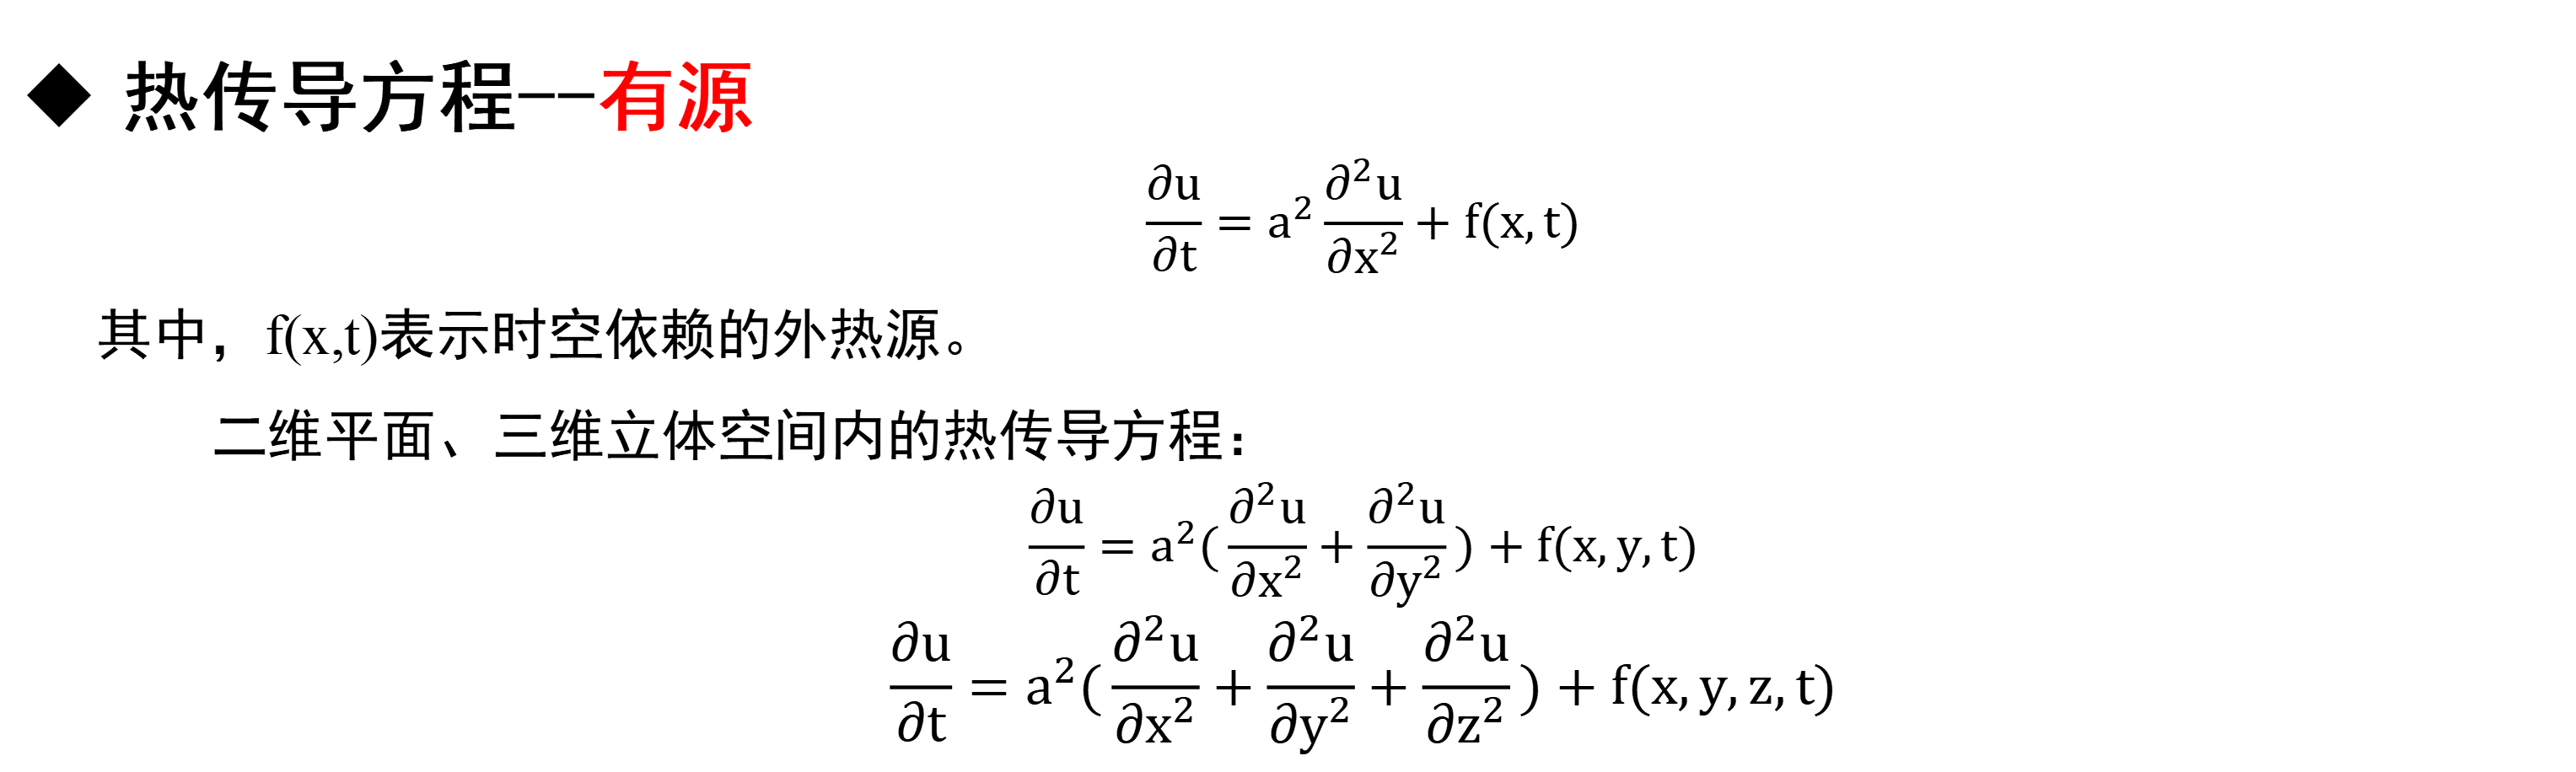 ◆ 热传导方程--有源
∂u/∂t = a² ∂²u/∂x² + f(x, t)
其中，f(x,t)表示时空依赖的外热源。
二维平面、三维立体空间内的热传导方程：
∂u/∂t = a²(∂²u/∂x² + ∂²u/∂y²) + f(x, y, t)
∂u/∂t = a²(∂²u/∂x² + ∂²u/∂y² + ∂²u/∂z²) + f(x, y, z, t)